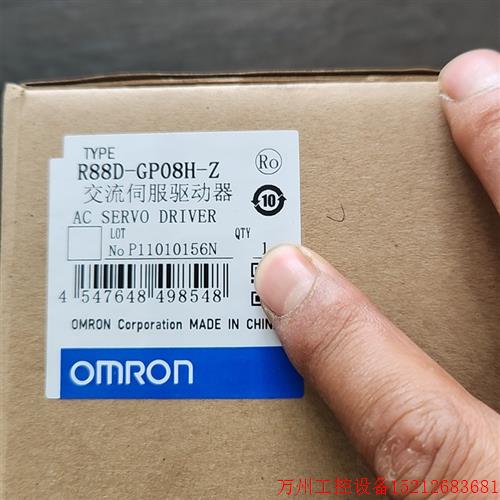 TYPE
R88D-GP08H-Z
Ro
交流伺服驱动器
10
AC SERVO DRIVER
LOT QTY
No P11010156N 1
4 547648 498548
OMRON Corporation MADE IN CHIN
OMRON
万州工控设备15212683681